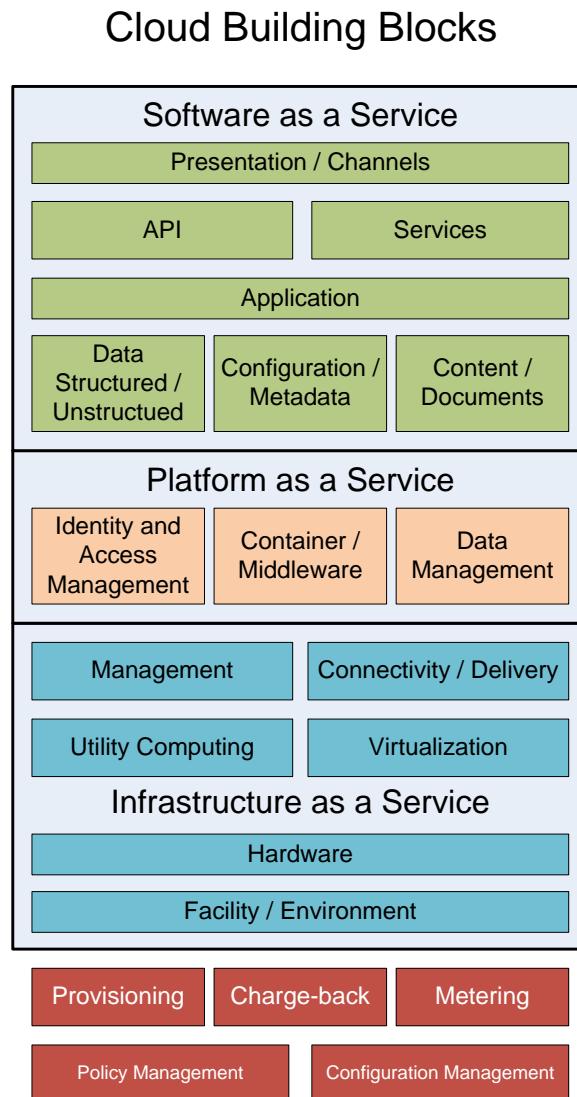 Cloud Building Blocks
Software as a Service
Presentation / Channels
API
Services
Application
Data
Structured /
Unstructued
Configuration /
Metadata
Content /
Documents
Platform as a Service
Identity and
Access
Management
Container /
Middleware
Data
Management
Management
Connectivity / Delivery
Utility Computing
Virtualization
Infrastructure as a Service
Hardware
Facility / Environment
Provisioning
Charge-back
Metering
Policy Management
Configuration Management